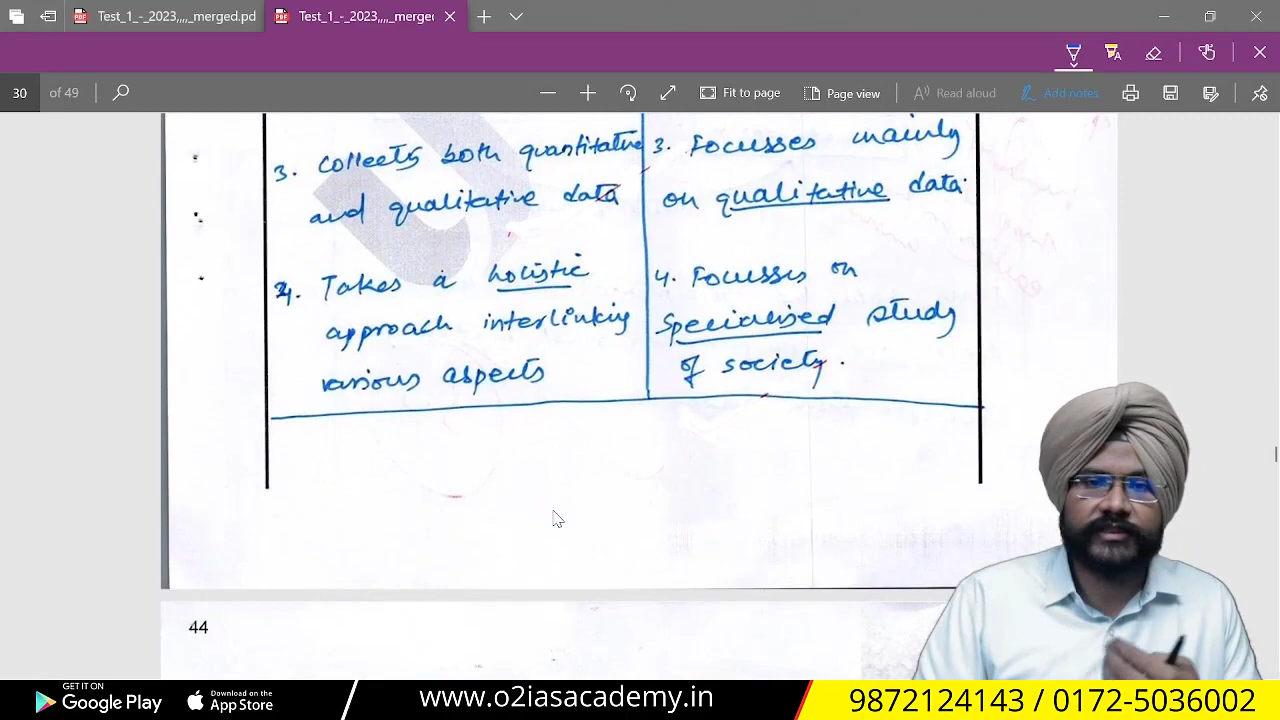 Test_1_-_2023,,,,_merged.pd
Test_1_-_2023,,,,_merge
30 of 49
Fit to page
Page view
Read aloud
Add notes
3. Collects both quantitative
and qualitative data
3. Focusses mainly
on qualitative data
4. Takes a holistic
approach interlinking
various aspects
4. Focusses on
specialised study
of society.
44
GET IT ON
Google Play
Download on the
App Store
www.o2iasacademy.in
9872124143 / 0172-5036002